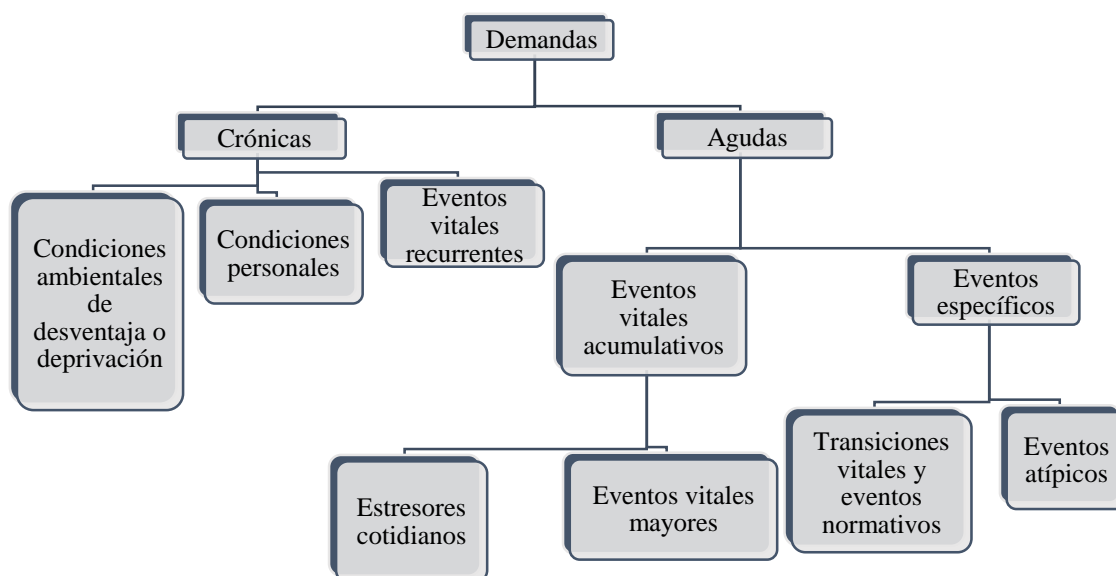 Demandas
Crónicas
Agudas
Condiciones
ambientales
de
desventaja o
deprivación
Condiciones
personales
Eventos
vitales
recurrentes
Eventos
vitales
acumulativos
Eventos
específicos
Estresores
cotidianos
Eventos vitales
mayores
Transiciones
vitales y
eventos
normativos
Eventos
atípicos